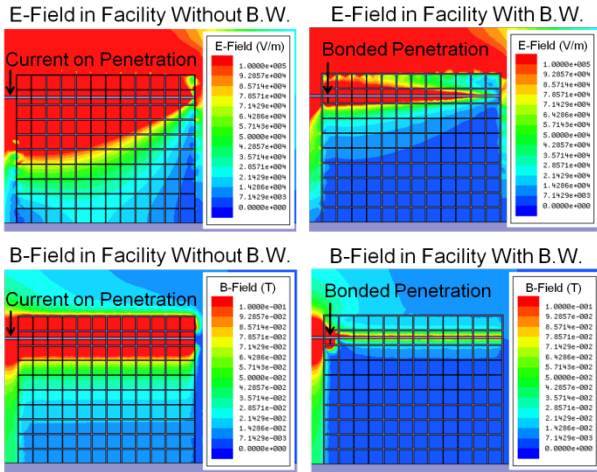 E-Field in Facility Without B.W.
Current on Penetration
E-Field (V/m)
1.0000e+005
9.2857e+004
8.5714e+004
7.8571e+004
7.1429e+004
6.4286e+004
5.7143e+004
5.0000e+004
4.2857e+004
3.5714e+004
2.8571e+004
2.1429e+004
1.4286e+004
7.1429e+003
0.0000e+000
E-Field in Facility With B.W.
Bonded Penetration
E-Field (V/m)
1.0000e+005
9.2857e+004
8.5714e+004
7.8571e+004
7.1429e+004
6.4286e+004
5.7143e+004
5.0000e+004
4.2857e+004
3.5714e+004
2.8571e+004
2.1429e+004
1.4286e+004
7.1429e+003
0.0000e+000
B-Field in Facility Without B.W.
Current on Penetration
B-Field (T)
1.0000e-001
9.2857e-002
8.5714e-002
7.8571e-002
7.1429e-002
6.4286e-002
5.7143e-002
5.0000e-002
4.2857e-002
3.5714e-002
2.8571e-002
2.1429e-002
1.4286e-002
7.1429e-003
0.0000e+000
B-Field in Facility With B.W.
Bonded Penetration
B-Field (T)
1.0000e-001
9.2857e-002
8.5714e-002
7.8571e-002
7.1429e-002
6.4286e-002
5.7143e-002
5.0000e-002
4.2857e-002
3.5714e-002
2.8571e-002
2.1429e-002
1.4286e-002
7.1429e-003
0.0000e+000